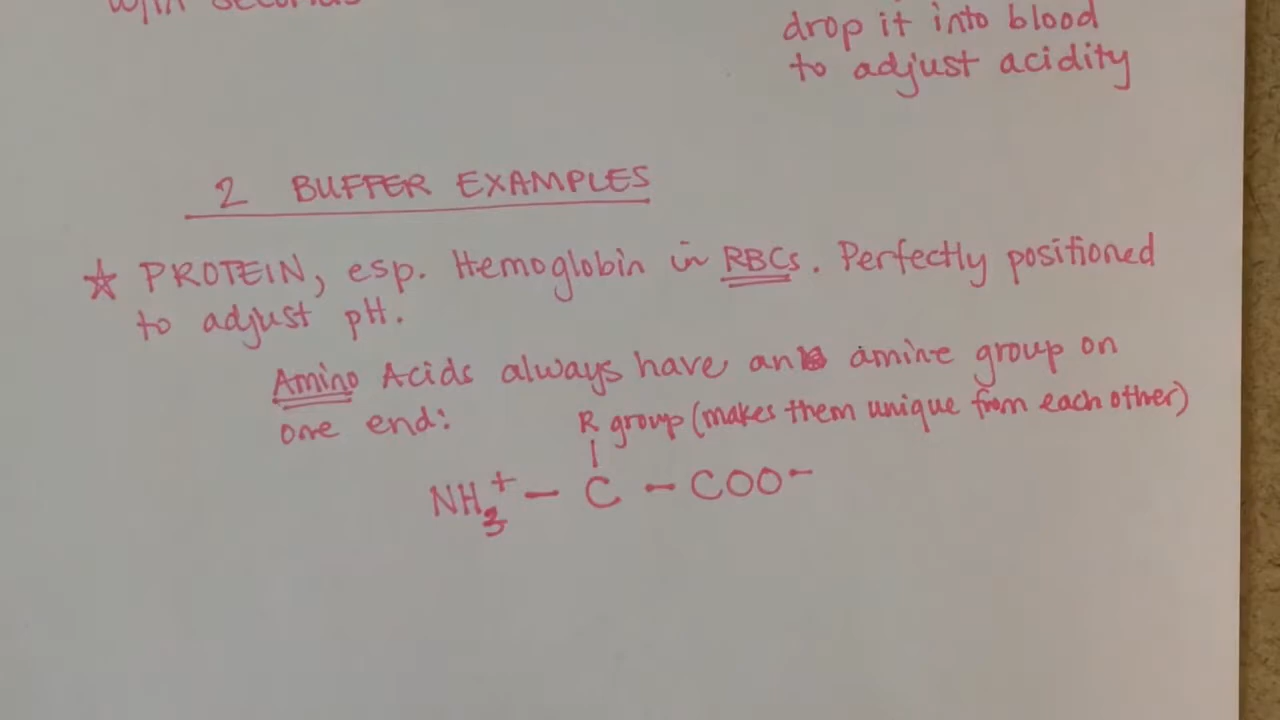 with seconds
drop it into blood
to adjust acidity
2 BUFFER EXAMPLES
☆ PROTEIN, esp. Hemoglobin in RBCs. Perfectly positioned
to adjust pH.
Amino Acids always have an amine group on
one end:
R group (makes them unique from each other)
|
NH₃⁺ — C — COO⁻